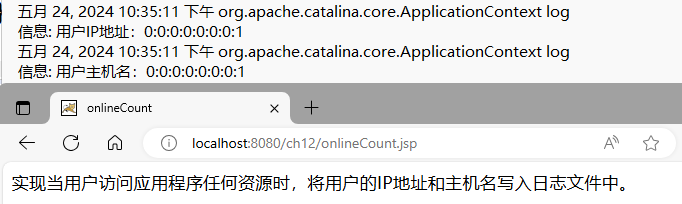 五月 24, 2024 10:35:11 下午 org.apache.catalina.core.ApplicationContext log
信息: 用户IP地址：0:0:0:0:0:0:0:1
五月 24, 2024 10:35:11 下午 org.apache.catalina.core.ApplicationContext log
信息: 用户主机名：0:0:0:0:0:0:0:1
onlineCount
localhost:8080/ch12/onlineCount.jsp
实现当用户访问应用程序任何资源时，将用户的IP地址和主机名写入日志文件中。